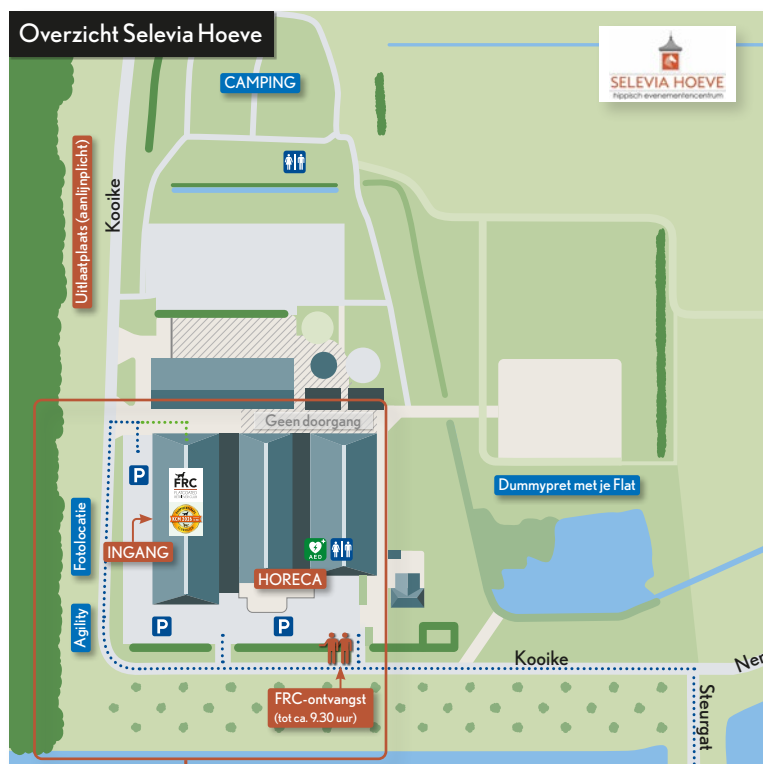 Overzicht Selevia Hoeve
SELEVIA HOEVE
hippisch evenementencentrum
CAMPING
Uitlaatplaats (aanlijnplicht)
Kooike
Geen doorgang
P
FRC
Dummypret met je Flat
Fotolocatie
INGANG
AED
HORECA
Agility
P
P
Kooike
Ner
FRC-ontvangst
(tot ca. 9.30 uur)
Steurgat